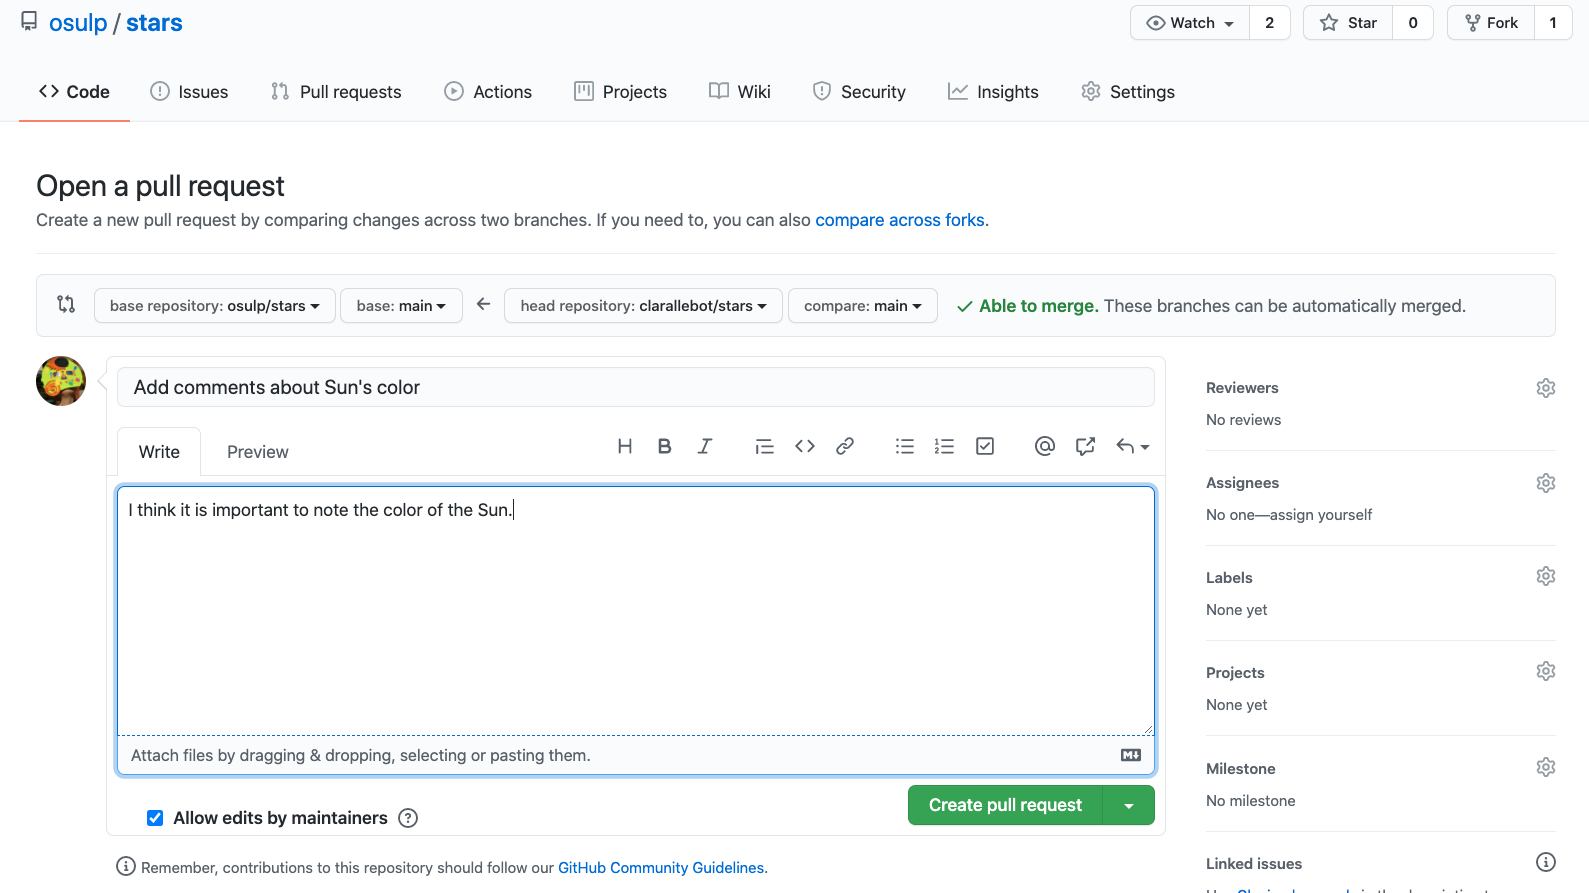 osulp / stars
Watch 2 Star 0 Fork 1
Code Issues Pull requests Actions Projects Wiki Security Insights Settings
Open a pull request
Create a new pull request by comparing changes across two branches. If you need to, you can also compare across forks.
base repository: osulp/stars base: main head repository: clarallebot/stars compare: main Able to merge. These branches can be automatically merged.
Add comments about Sun's color
Write Preview
I think it is important to note the color of the Sun.
Attach files by dragging & dropping, selecting or pasting them.
Allow edits by maintainers
Create pull request
Remember, contributions to this repository should follow our GitHub Community Guidelines.
Reviewers
No reviews
Assignees
No one—assign yourself
Labels
None yet
Projects
None yet
Milestone
No milestone
Linked issues